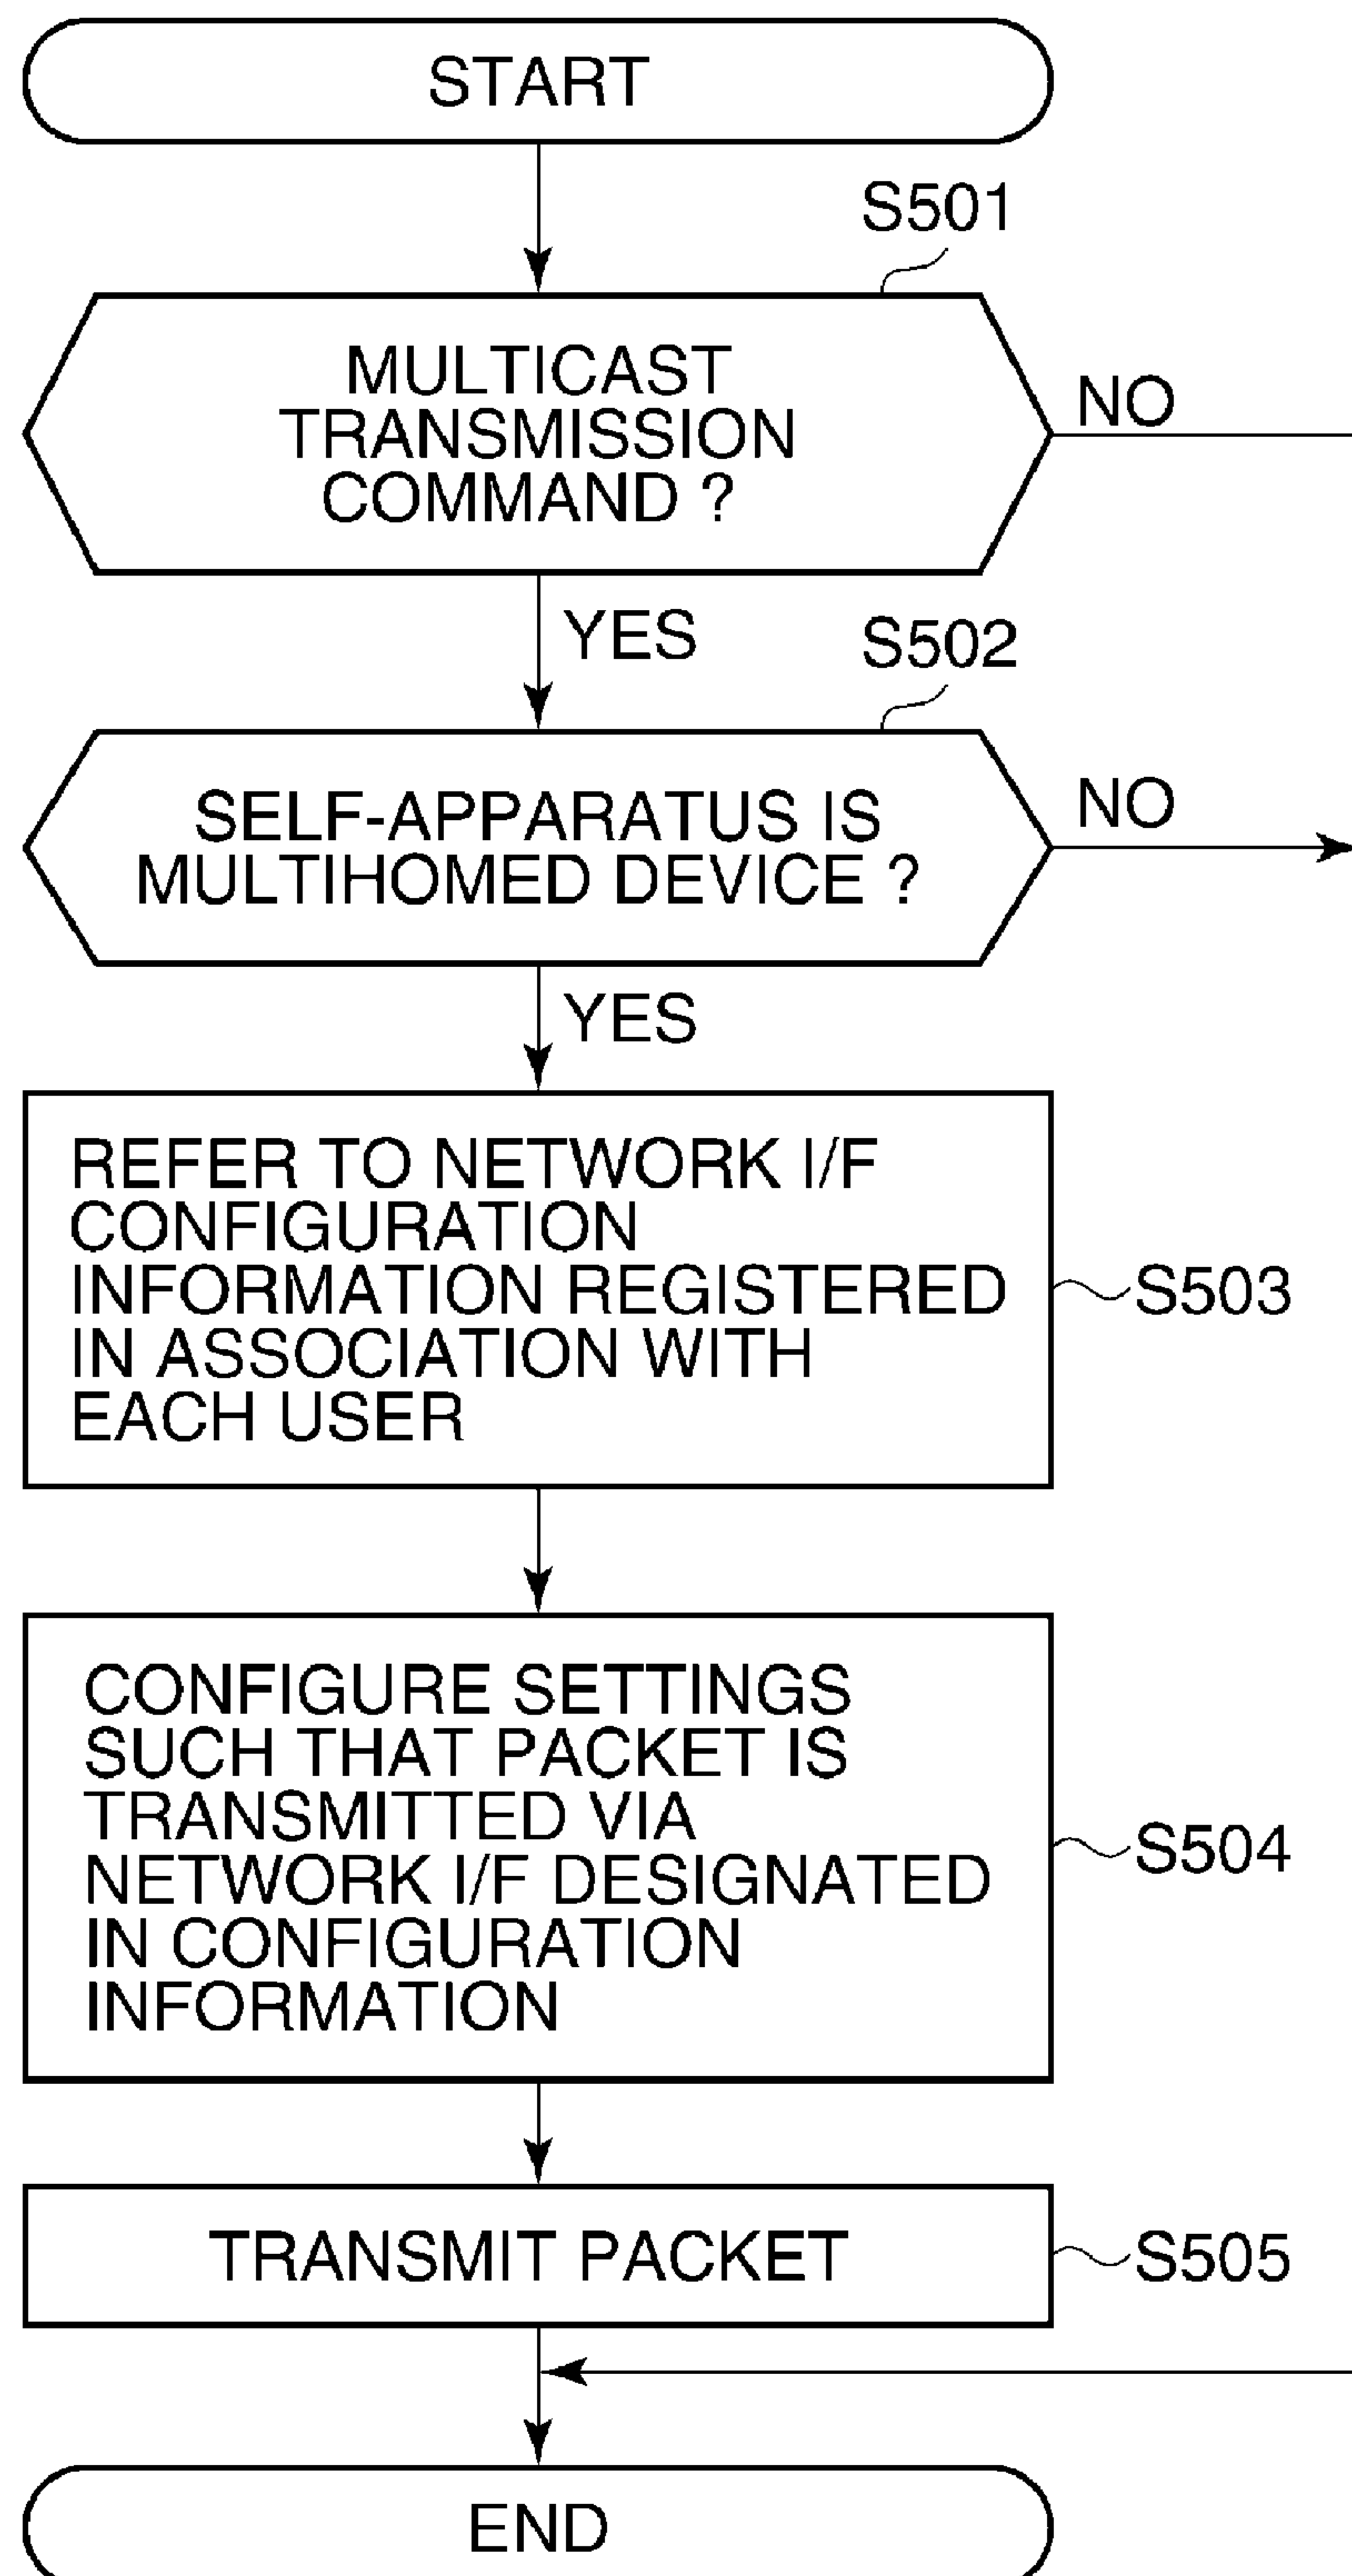 START
S501
MULTICAST
TRANSMISSION
COMMAND ?
NO
YES
S502
SELF-APPARATUS IS
MULTIHOMED DEVICE ?
NO
YES
REFER TO NETWORK I/F
CONFIGURATION
INFORMATION REGISTERED
IN ASSOCIATION WITH
EACH USER
S503
CONFIGURE SETTINGS
SUCH THAT PACKET IS
TRANSMITTED VIA
NETWORK I/F DESIGNATED
IN CONFIGURATION
INFORMATION
S504
TRANSMIT PACKET
S505
END